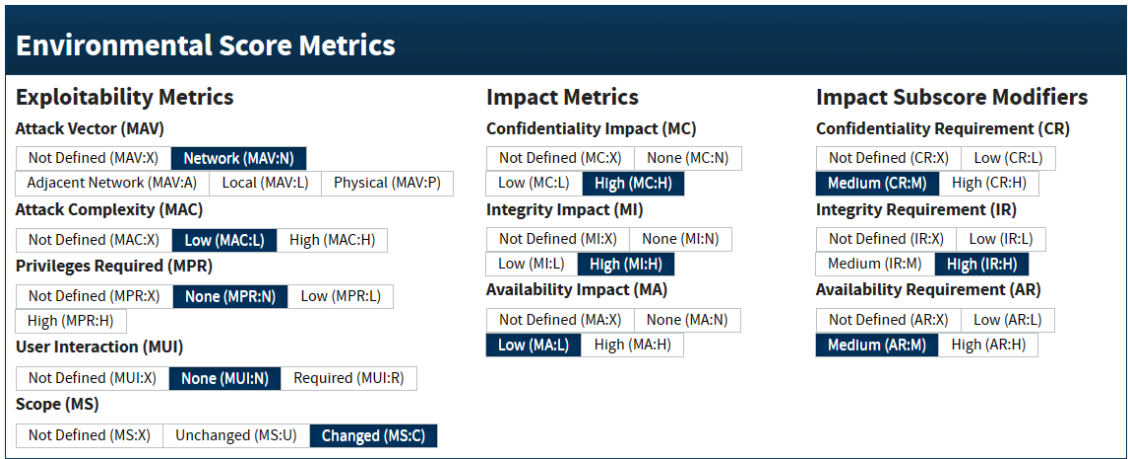 Environmental Score Metrics
Exploitability Metrics
Attack Vector (MAV)
Not Defined (MAV:X) Network (MAV:N)
Adjacent Network (MAV:A) Local (MAV:L) Physical (MAV:P)
Attack Complexity (MAC)
Not Defined (MAC:X) Low (MAC:L) High (MAC:H)
Privileges Required (MPR)
Not Defined (MPR:X) None (MPR:N) Low (MPR:L)
High (MPR:H)
User Interaction (MUI)
Not Defined (MUI:X) None (MUI:N) Required (MUI:R)
Scope (MS)
Not Defined (MS:X) Unchanged (MS:U) Changed (MS:C)
Impact Metrics
Confidentiality Impact (MC)
Not Defined (MC:X) None (MC:N)
Low (MC:L) High (MC:H)
Integrity Impact (MI)
Not Defined (MI:X) None (MI:N)
Low (MI:L) High (MI:H)
Availability Impact (MA)
Not Defined (MA:X) None (MA:N)
Low (MA:L) High (MA:H)
Impact Subscore Modifiers
Confidentiality Requirement (CR)
Not Defined (CR:X) Low (CR:L)
Medium (CR:M) High (CR:H)
Integrity Requirement (IR)
Not Defined (IR:X) Low (IR:L)
Medium (IR:M) High (IR:H)
Availability Requirement (AR)
Not Defined (AR:X) Low (AR:L)
Medium (AR:M) High (AR:H)